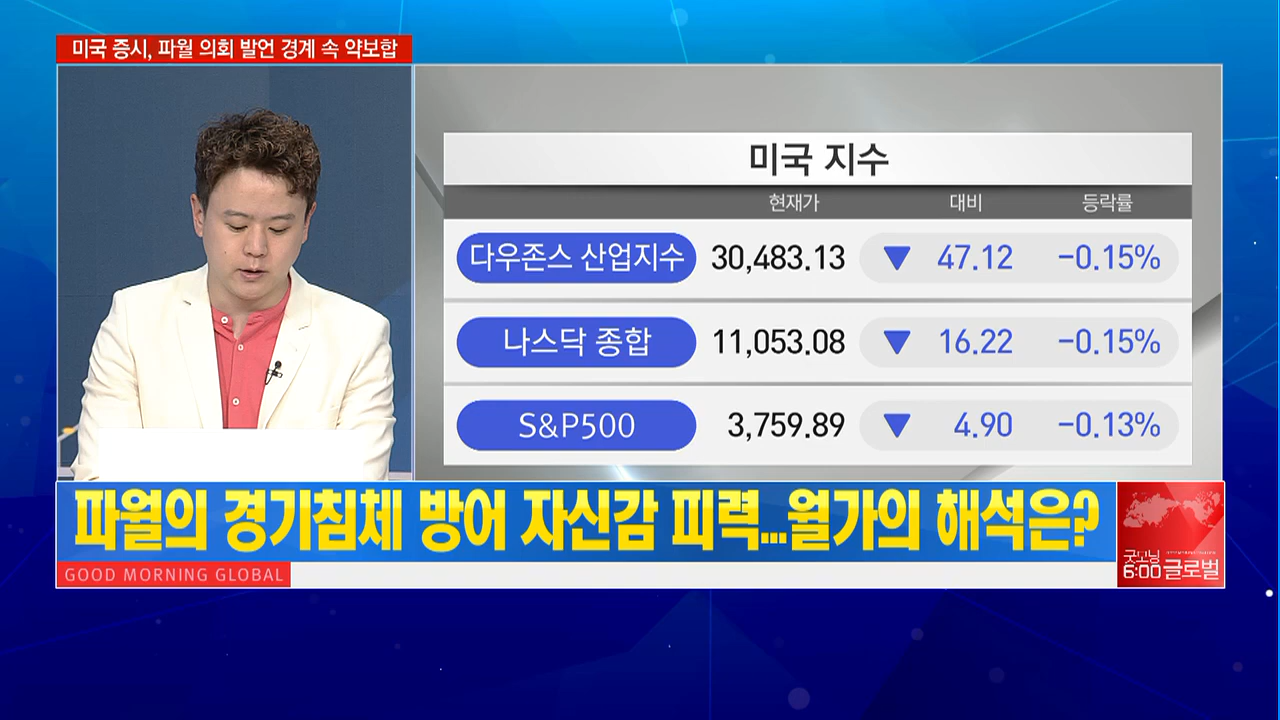 미국 증시, 파월 의회 발언 경계 속 약보합
미국 지수
현재가 대비 등락률
다우존스 산업지수 30,483.13 ▼ 47.12 -0.15%
나스닥 종합 11,053.08 ▼ 16.22 -0.15%
S&P500 3,759.89 ▼ 4.90 -0.13%
파월의 경기침체 방어 자신감 피력...월가의 해석은?
GOOD MORNING GLOBAL
굿모닝
6:00 글로벌